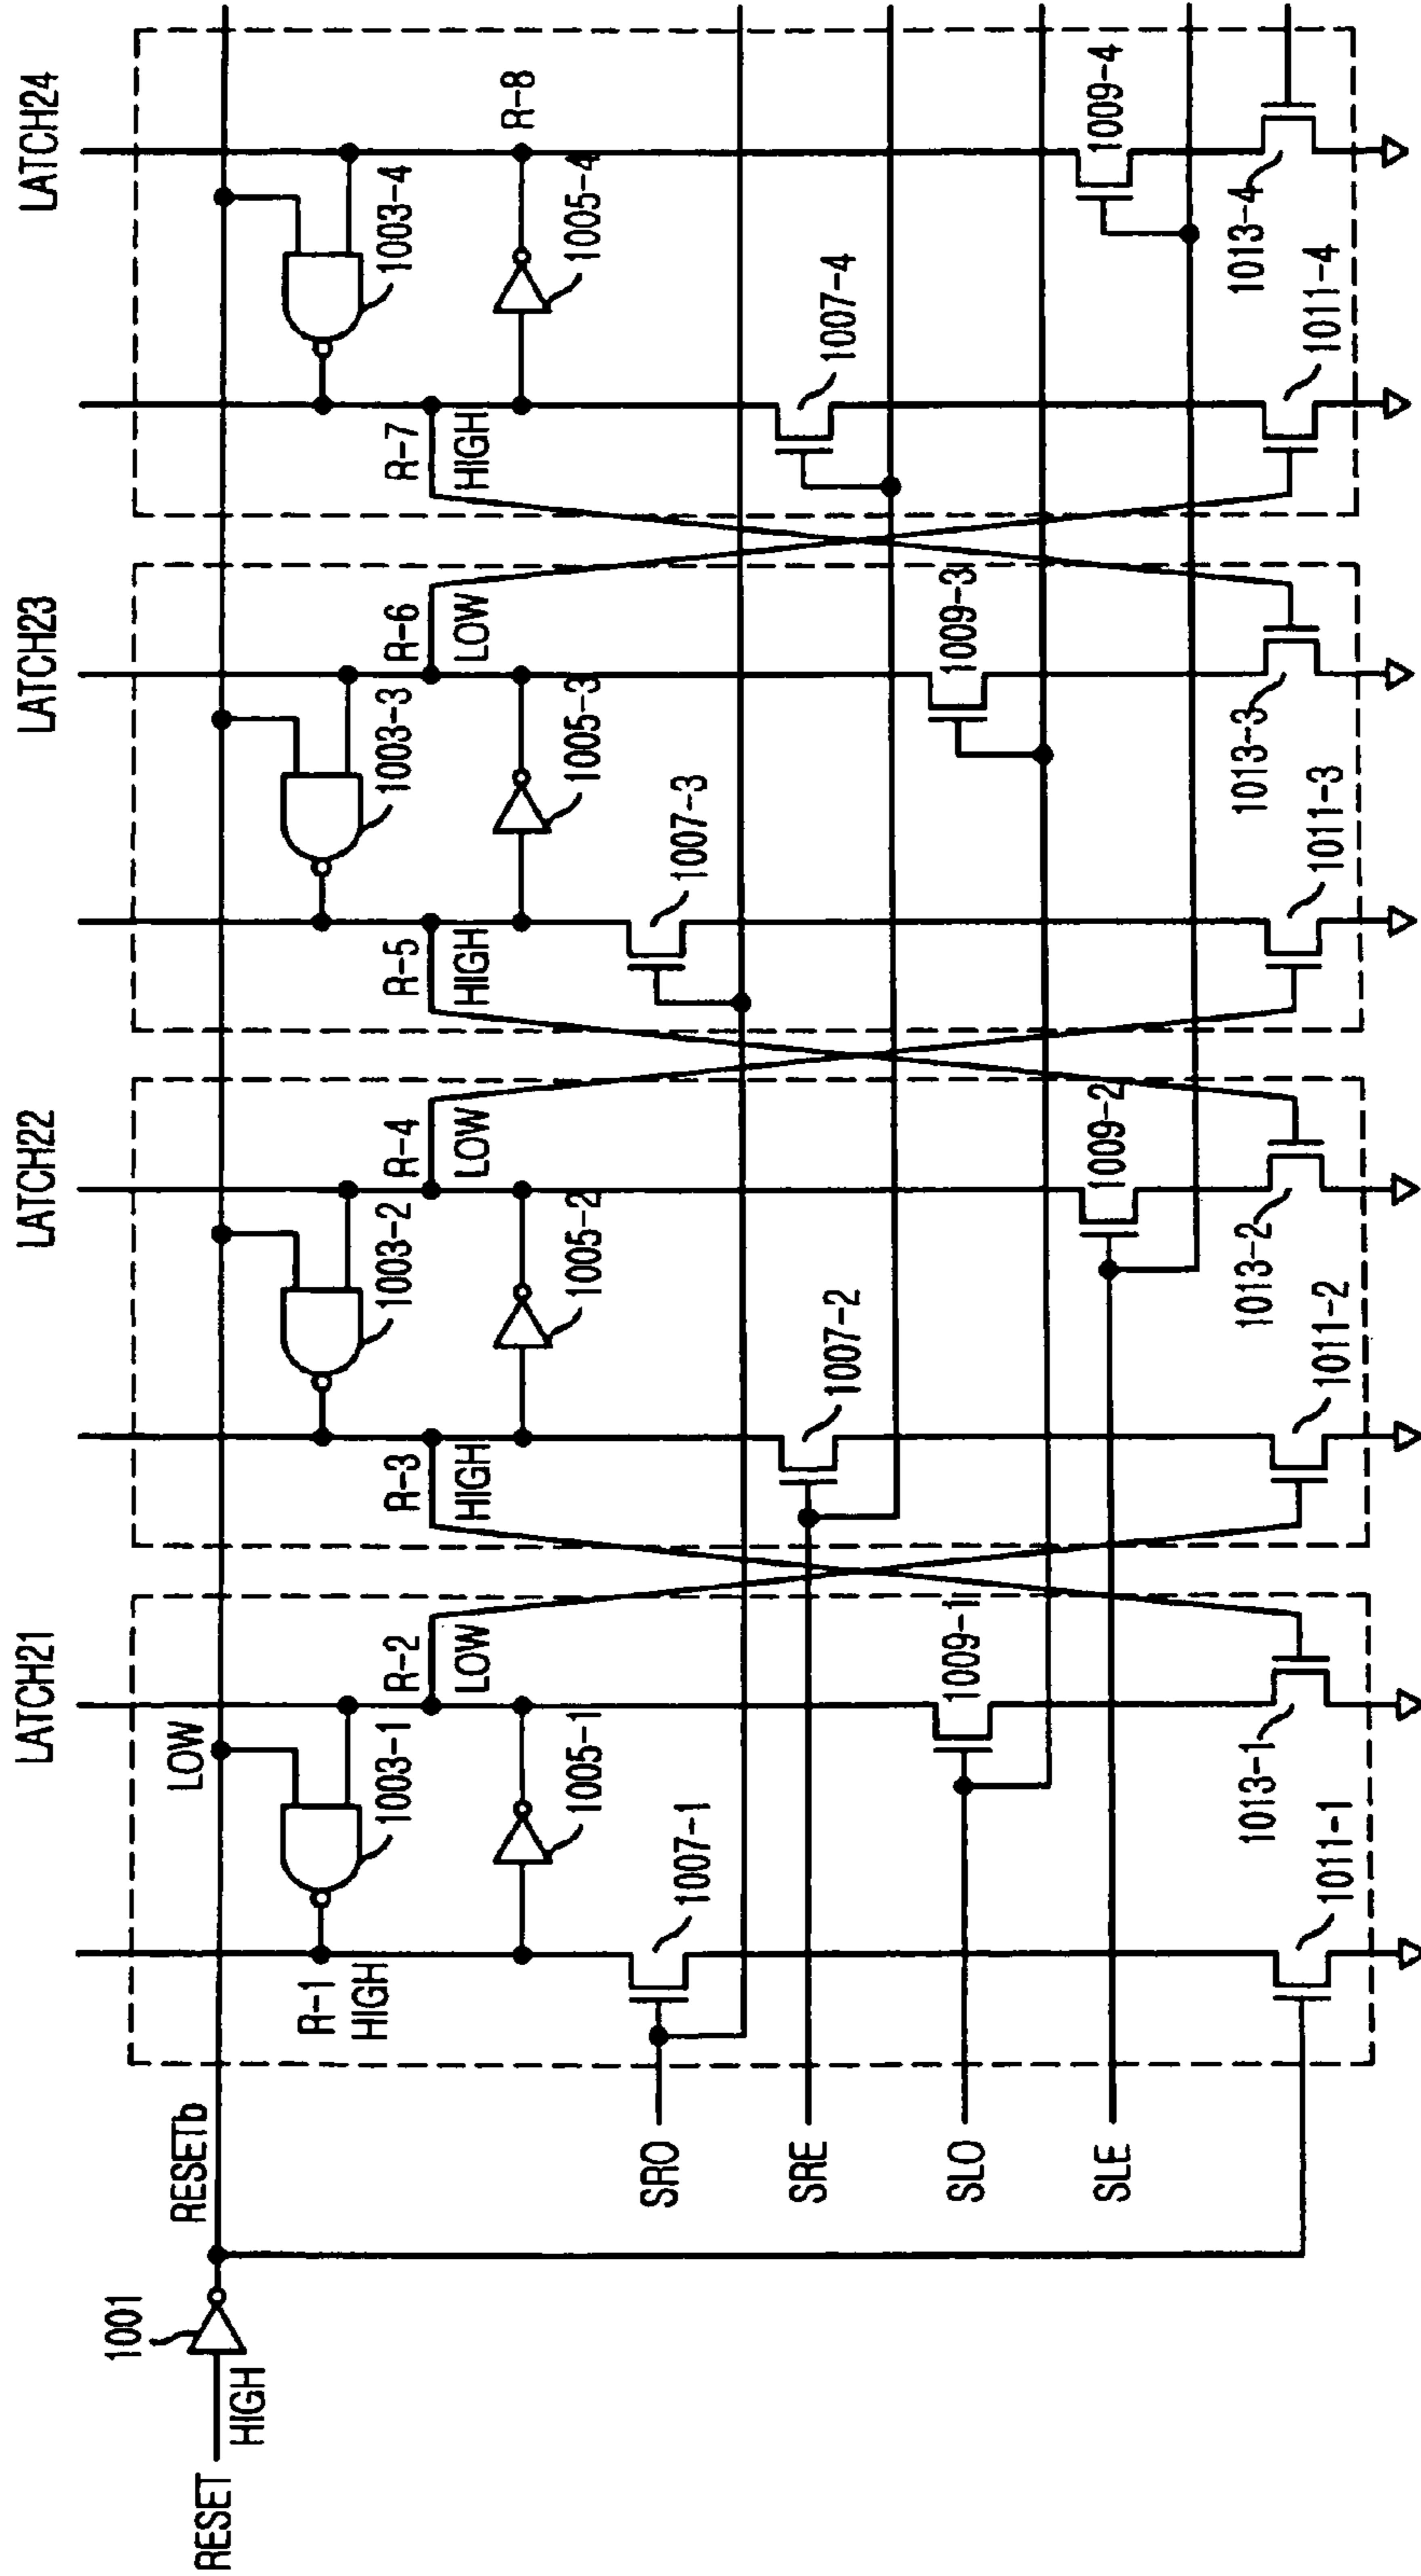 LATCH21
LATCH22
LATCH23
LATCH24
RESET
HIGH
1001
RESETb
LOW
1003-1
1003-2
1003-3
1003-4
R-1
HIGH
R-2
LOW
R-3
HIGH
R-4
LOW
R-5
HIGH
R-6
LOW
R-7
HIGH
R-8
1005-1
1005-2
1005-3
1005-4
SRO
1007-1
1007-3
SRE
1007-2
1007-4
SLO
1009-1
1009-3
SLE
1009-2
1009-4
1011-1
1013-1
1011-2
1013-2
1011-3
1013-3
1011-4
1013-4